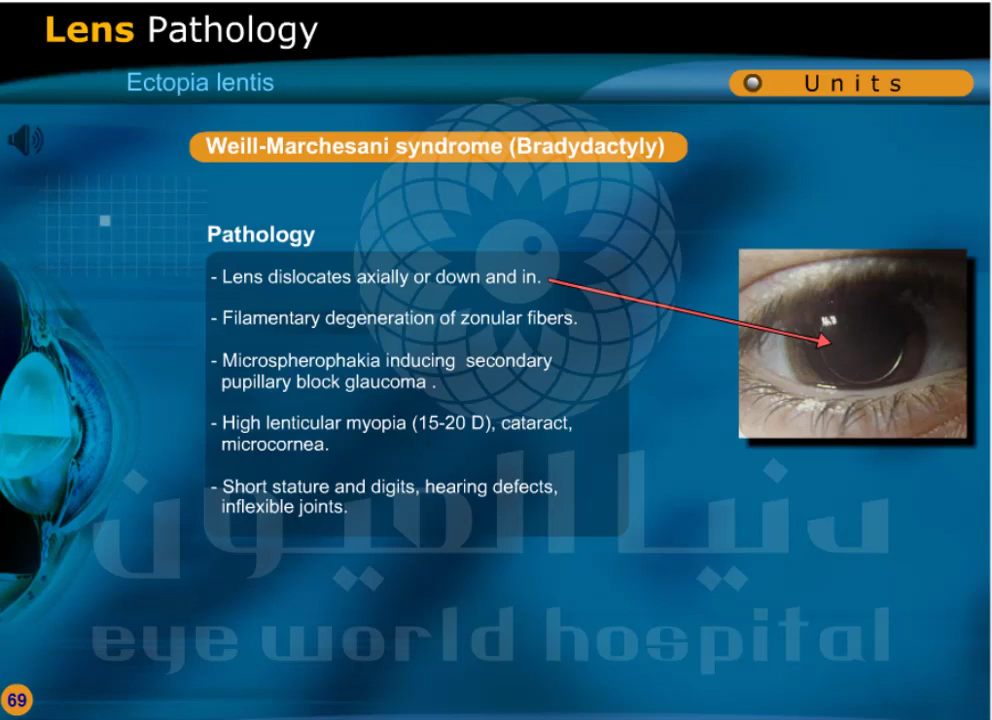 Lens Pathology
Ectopia lentis
Units
Weill-Marchesani syndrome (Bradydactyly)
Pathology
- Lens dislocates axially or down and in.
- Filamentary degeneration of zonular fibers.
- Microspherophakia inducing secondary
pupillary block glaucoma .
- High lenticular myopia (15-20 D), cataract,
microcornea.
- Short stature and digits, hearing defects,
inflexible joints.
دنيا العيون
eye world hospital
69